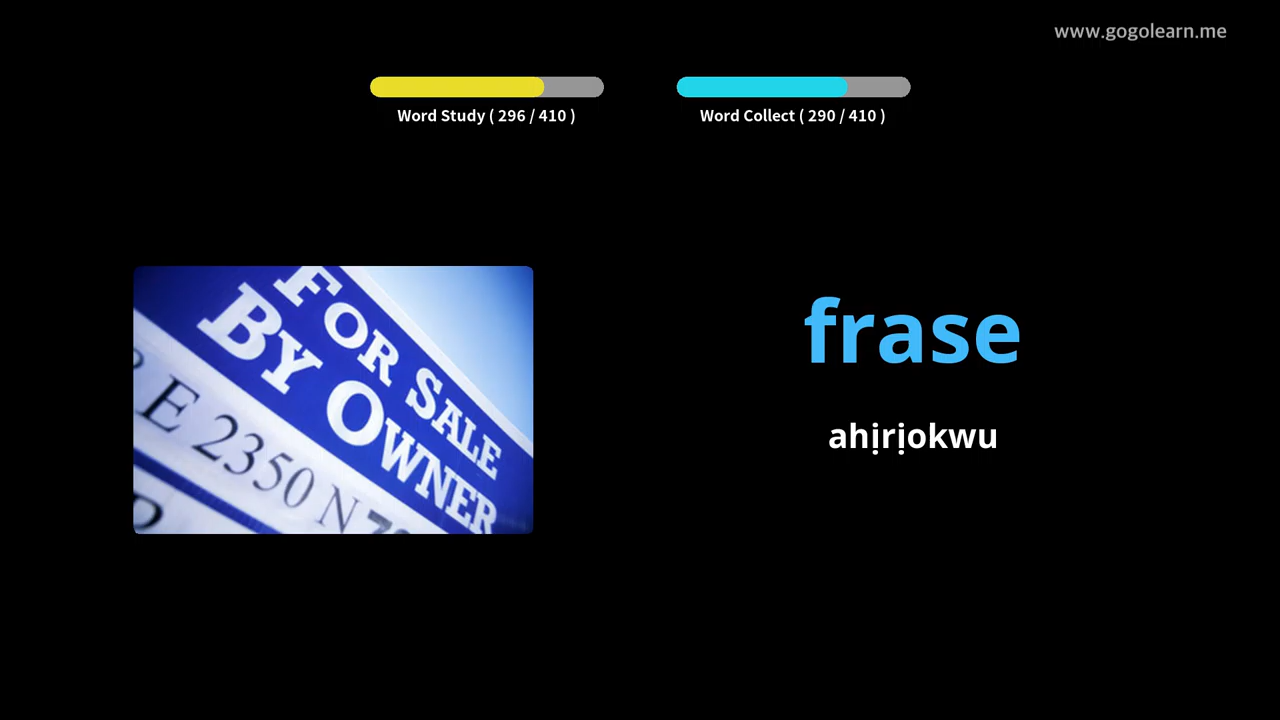 www.gogolearn.me
Word Study ( 296 / 410 )
Word Collect ( 290 / 410 )
FOR SALE
BY OWNER
E 2350 N
frase
ahịrịokwu